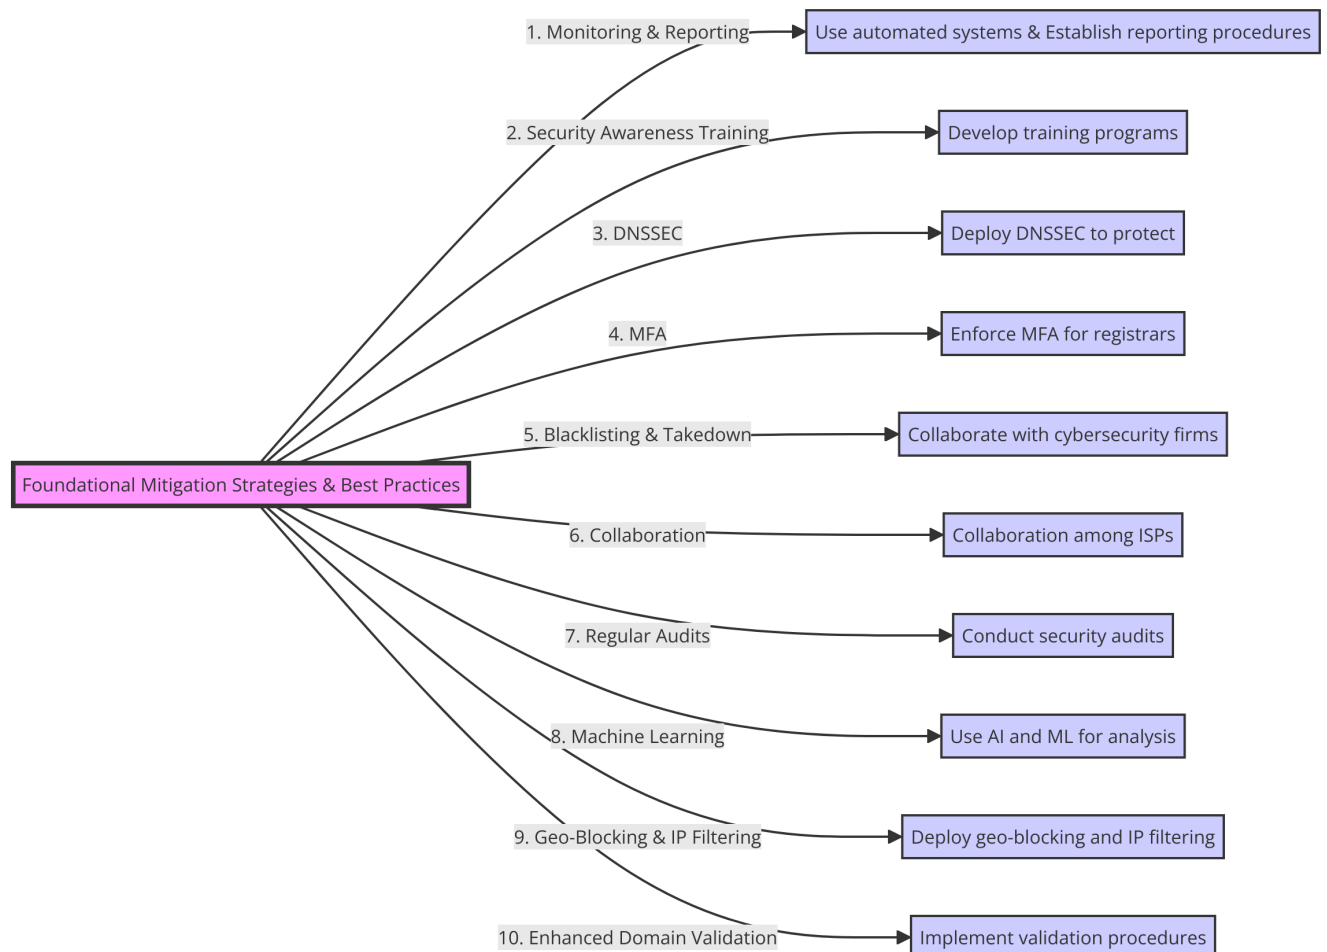 1. Monitoring & Reporting
Use automated systems & Establish reporting procedures
2. Security Awareness Training
Develop training programs
3. DNSSEC
Deploy DNSSEC to protect
4. MFA
Enforce MFA for registrars
5. Blacklisting & Takedown
Collaborate with cybersecurity firms
Foundational Mitigation Strategies & Best Practices
6. Collaboration
Collaboration among ISPs
7. Regular Audits
Conduct security audits
8. Machine Learning
Use AI and ML for analysis
9. Geo-Blocking & IP Filtering
Deploy geo-blocking and IP filtering
10. Enhanced Domain Validation
Implement validation procedures